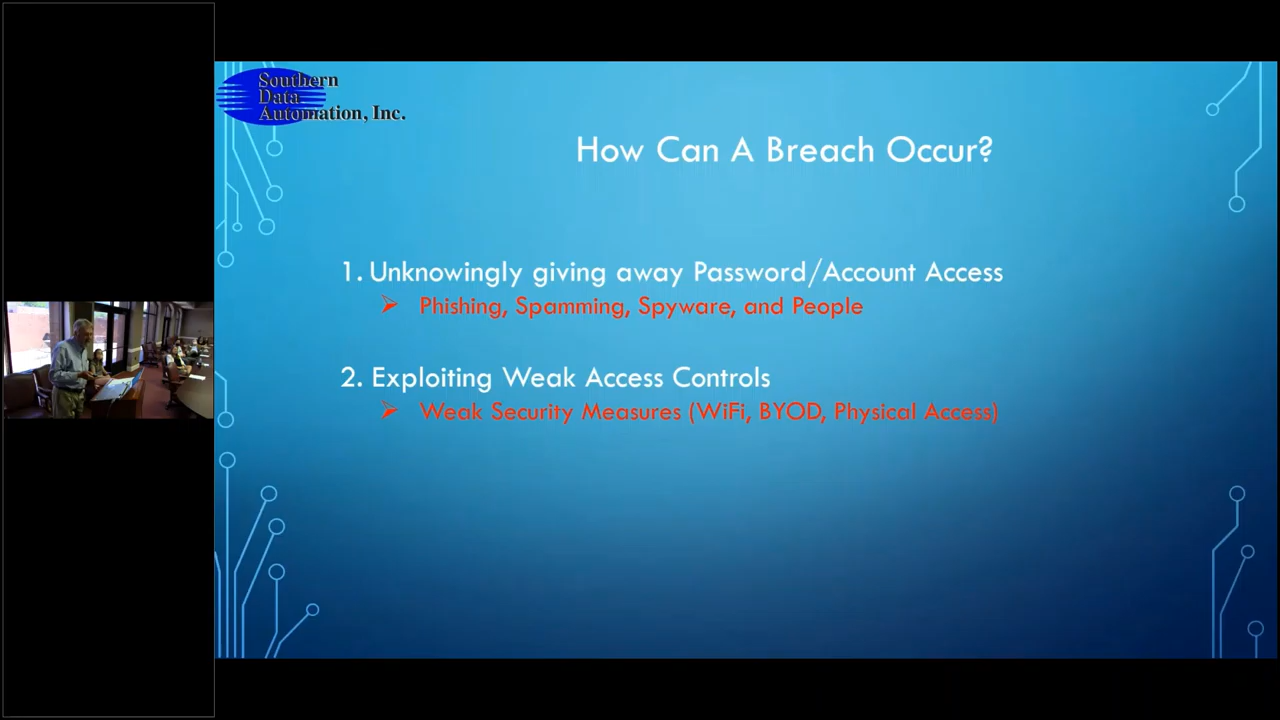 Southern
Data
Automation, Inc.
How Can A Breach Occur?
1. Unknowingly giving away Password/Account Access
Phishing, Spamming, Spyware, and People
2. Exploiting Weak Access Controls
Weak Security Measures (WiFi, BYOD, Physical Access)